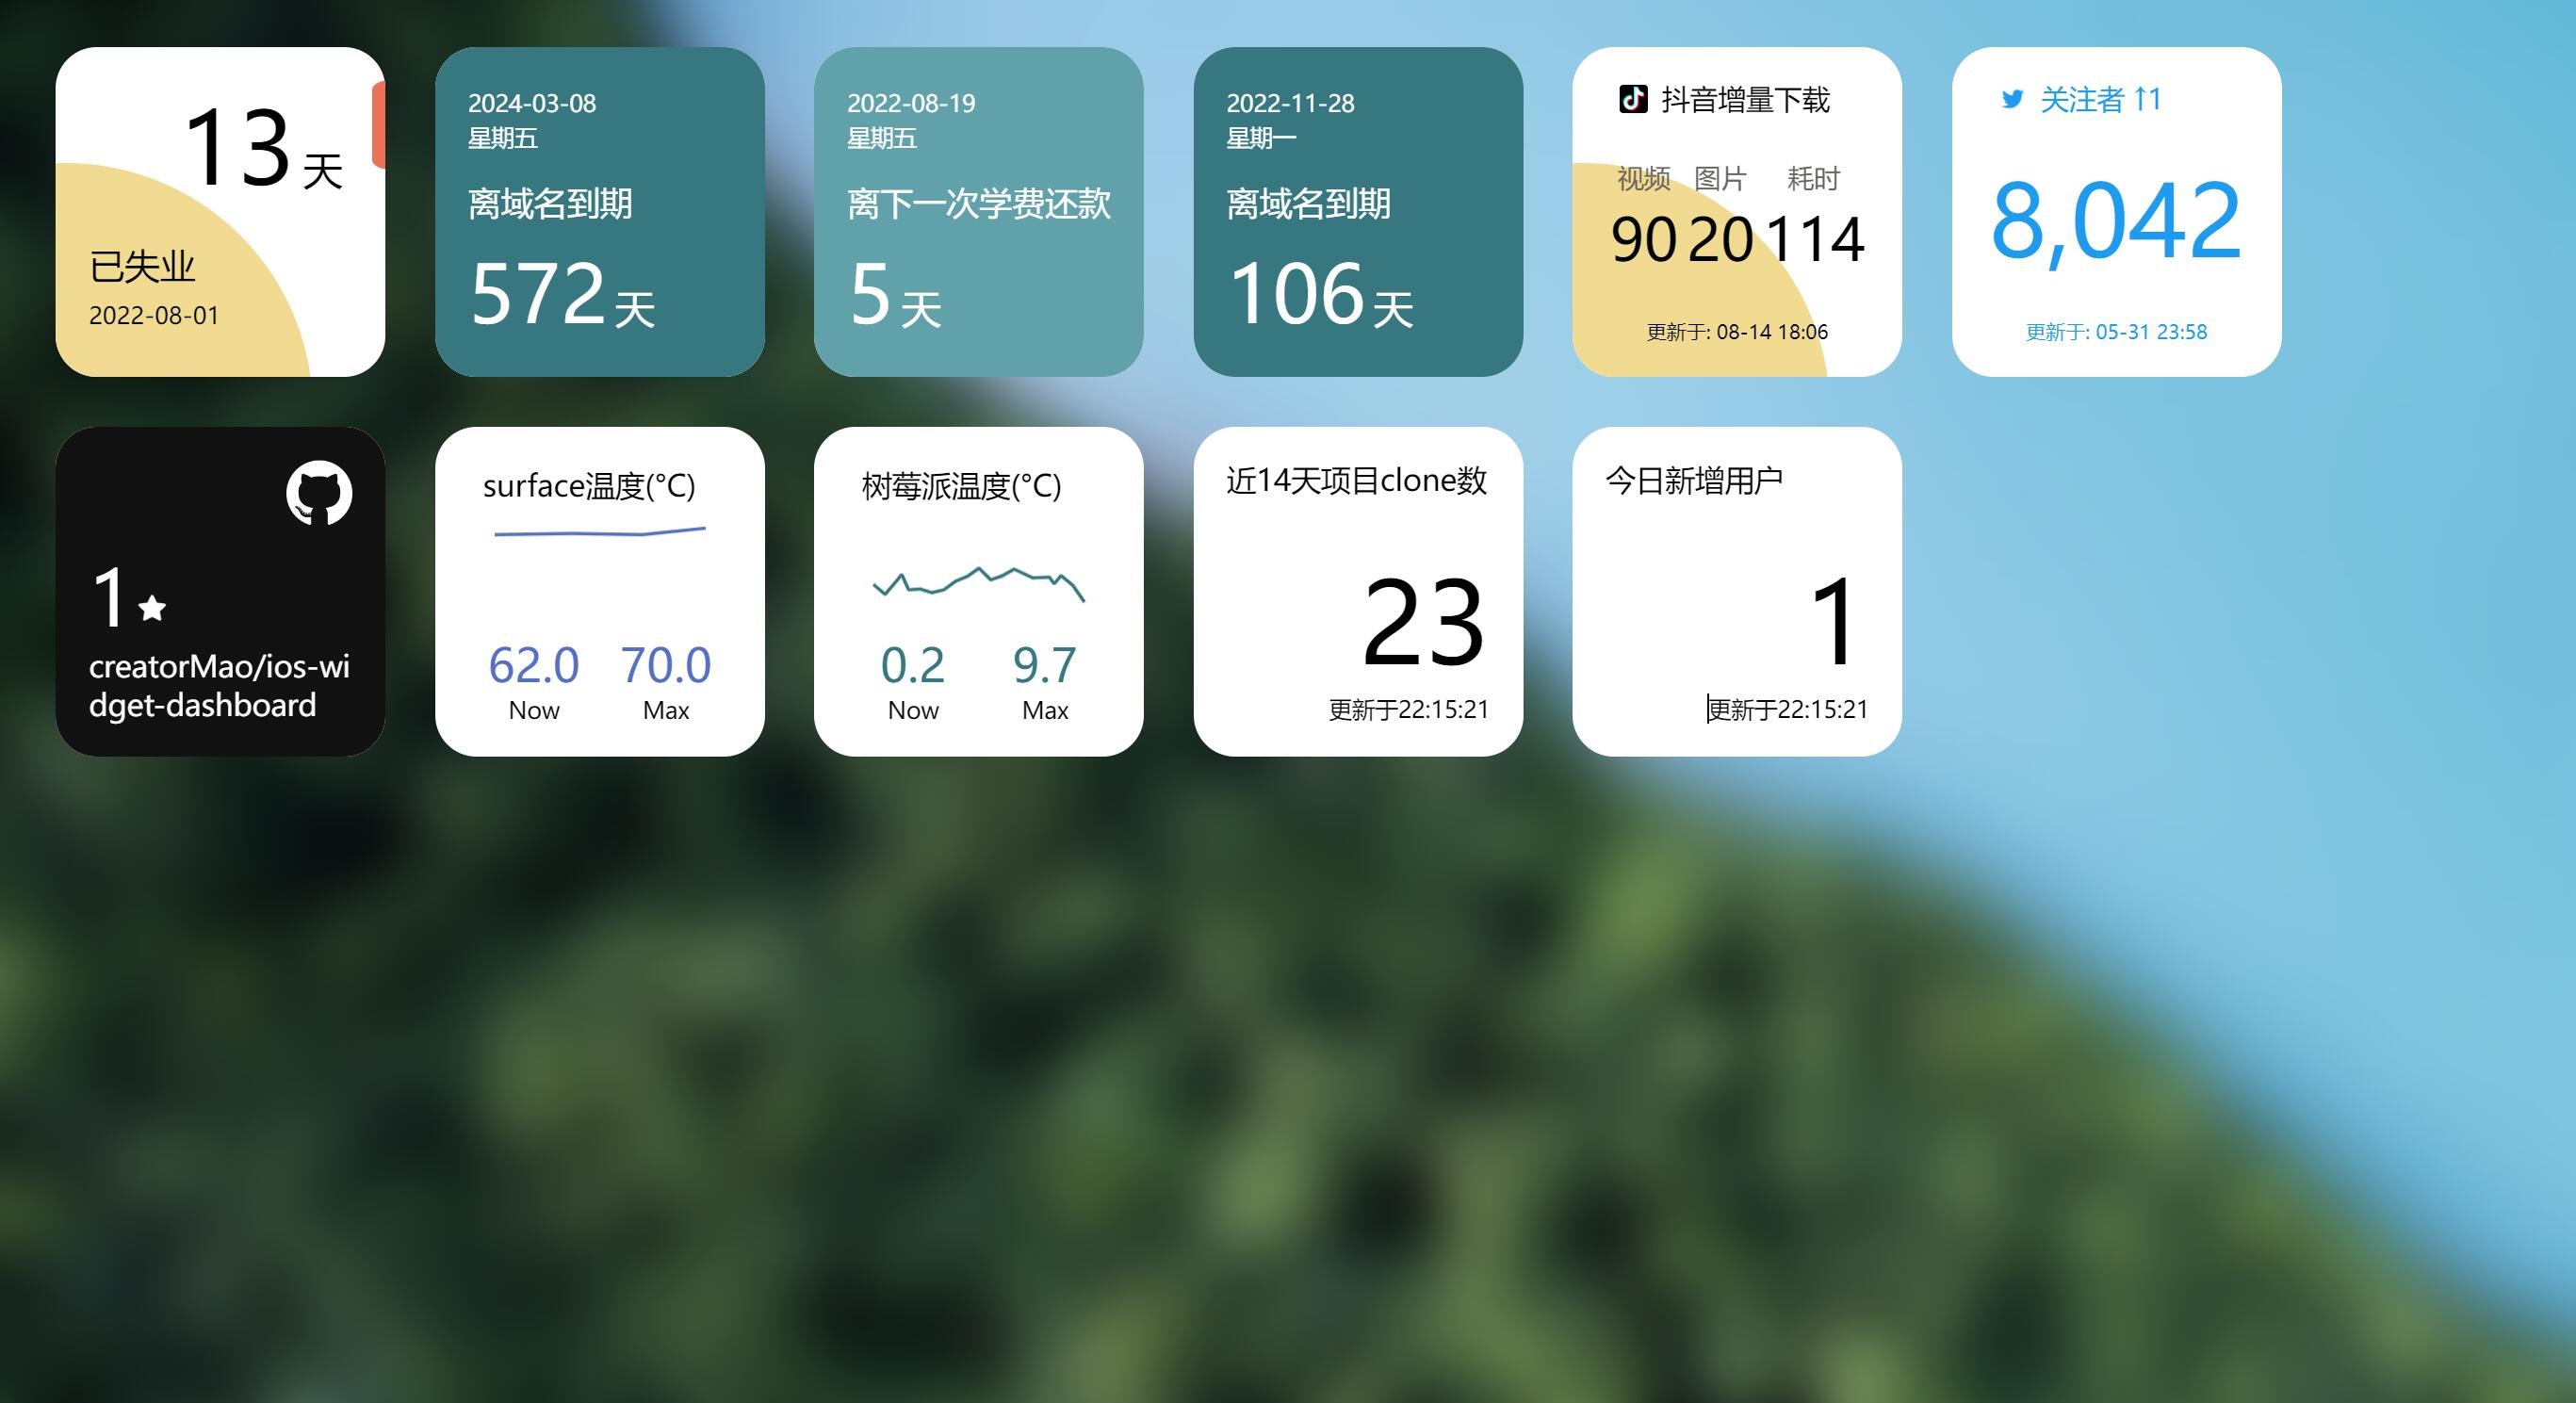 13 天
已失业
2022-08-01
2024-03-08
星期五
离域名到期
572 天
2022-08-19
星期五
离下一次学费还款
5 天
2022-11-28
星期一
离域名到期
106 天
抖音增量下载
视频 图片 耗时
90 20 114
更新于: 08-14 18:06
关注者 ↑1
8,042
更新于: 05-31 23:58
1
creatorMao/ios-wi
dget-dashboard
surface温度(°C)
62.0 70.0
Now Max
树莓派温度(°C)
0.2 9.7
Now Max
近14天项目clone数
23
更新于22:15:21
今日新增用户
1
更新于22:15:21